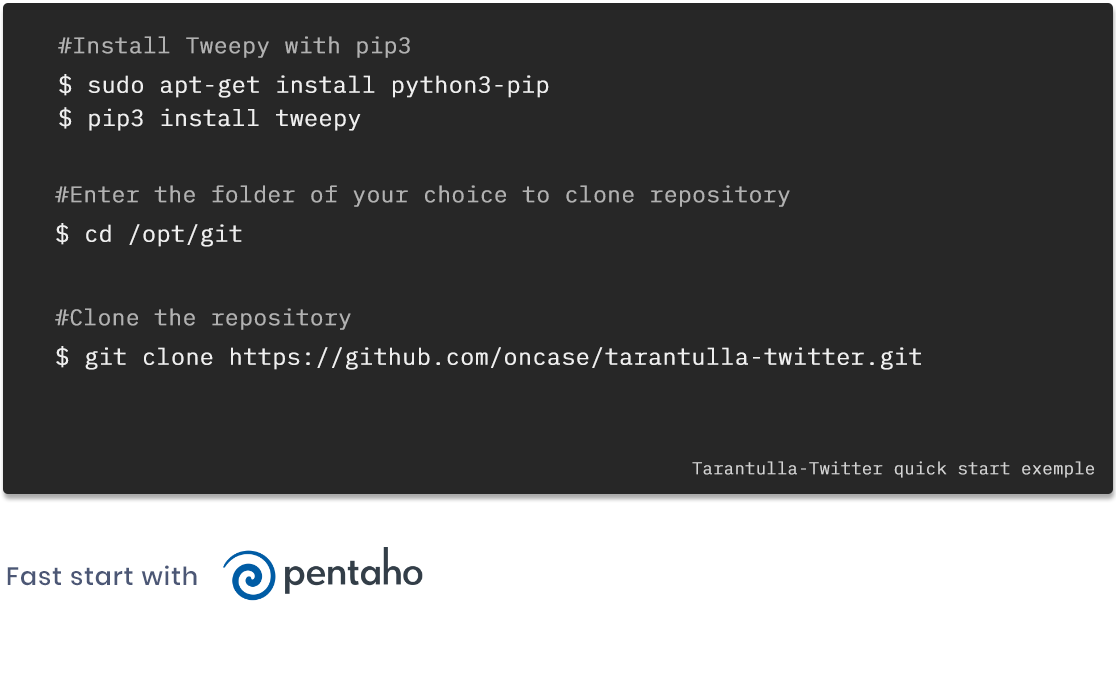 #Install Tweepy with pip3
$ sudo apt-get install python3-pip
$ pip3 install tweepy
#Enter the folder of your choice to clone repository
$ cd /opt/git
#Clone the repository
$ git clone https://github.com/oncase/tarantulla-twitter.git
Tarantulla-Twitter quick start exemple
Fast start with pentaho